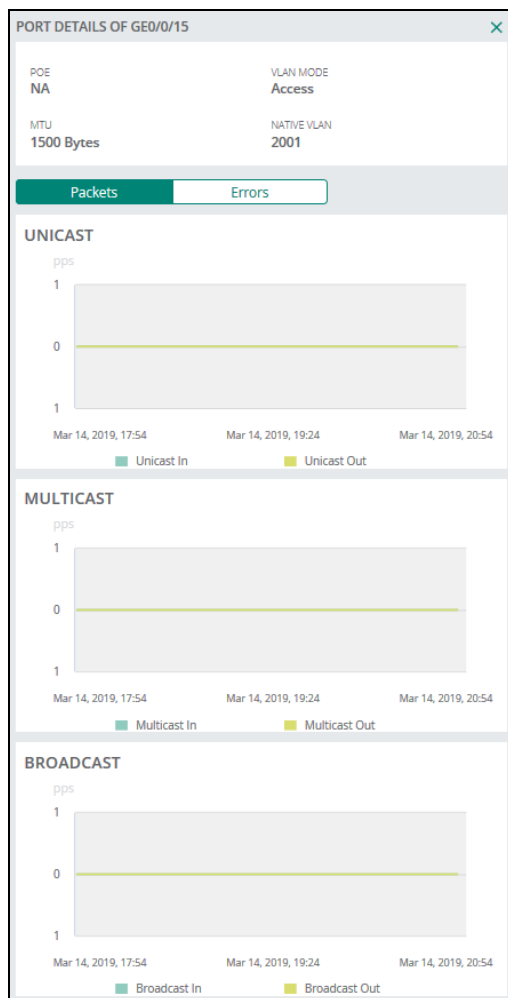 PORT DETAILS OF GE0/0/15 ×
POE VLAN MODE
NA Access
MTU NATIVE VLAN
1500 Bytes 2001
Packets Errors
UNICAST
pps
1
0
1
Mar 14, 2019, 17:54 Mar 14, 2019, 19:24 Mar 14, 2019, 20:54
Unicast In Unicast Out
MULTICAST
pps
1
0
1
Mar 14, 2019, 17:54 Mar 14, 2019, 19:24 Mar 14, 2019, 20:54
Multicast In Multicast Out
BROADCAST
pps
1
0
1
Mar 14, 2019, 17:54 Mar 14, 2019, 19:24 Mar 14, 2019, 20:54
Broadcast In Broadcast Out